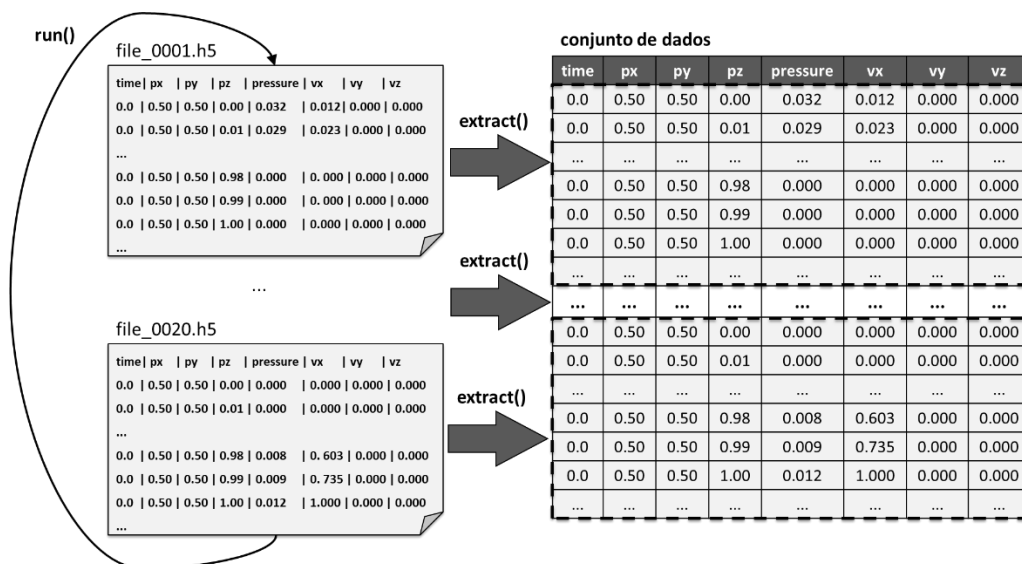 run()
file_0001.h5
time| px | py | pz | pressure | vx | vy | vz
0.0 | 0.50 | 0.50 | 0.00 | 0.032 | 0.012| 0.000 | 0.000
0.0 | 0.50 | 0.50 | 0.01 | 0.029 | 0.023 | 0.000 | 0.000
...
0.0 | 0.50 | 0.50 | 0.98 | 0.000 | 0. 000 | 0.000 | 0.000
0.0 | 0.50 | 0.50 | 0.99 | 0.000 | 0. 000 | 0.000 | 0.000
0.0 | 0.50 | 0.50 | 1.00 | 0.000 | 0.000 | 0.000 | 0.000
...
...
file_0020.h5
time| px | py | pz | pressure | vx | vy | vz
0.0 | 0.50 | 0.50 | 0.00 | 0.000 | 0.000 | 0.000 | 0.000
0.0 | 0.50 | 0.50 | 0.01 | 0.000 | 0.000 | 0.000 | 0.000
...
0.0 | 0.50 | 0.50 | 0.98 | 0.008 | 0. 603 | 0.000 | 0.000
0.0 | 0.50 | 0.50 | 0.99 | 0.009 | 0. 735 | 0.000 | 0.000
0.0 | 0.50 | 0.50 | 1.00 | 0.012 | 1.000 | 0.000 | 0.000
...
extract()
extract()
extract()
conjunto de dados
time px py pz pressure vx vy vz
0.0 0.50 0.50 0.00 0.032 0.012 0.000 0.000
0.0 0.50 0.50 0.01 0.029 0.023 0.000 0.000
... ... ... ... ... ... ... ...
0.0 0.50 0.50 0.98 0.000 0.000 0.000 0.000
0.0 0.50 0.50 0.99 0.000 0.000 0.000 0.000
0.0 0.50 0.50 1.00 0.000 0.000 0.000 0.000
... ... ... ... ... ... ... ...
... ... ... ... ... ... ... ...
0.0 0.50 0.50 0.00 0.000 0.000 0.000 0.000
0.0 0.50 0.50 0.01 0.000 0.000 0.000 0.000
... ... ... ... ... ... ... ...
0.0 0.50 0.50 0.98 0.008 0.603 0.000 0.000
0.0 0.50 0.50 0.99 0.009 0.735 0.000 0.000
0.0 0.50 0.50 1.00 0.012 1.000 0.000 0.000
... ... ... ... ... ... ... ...